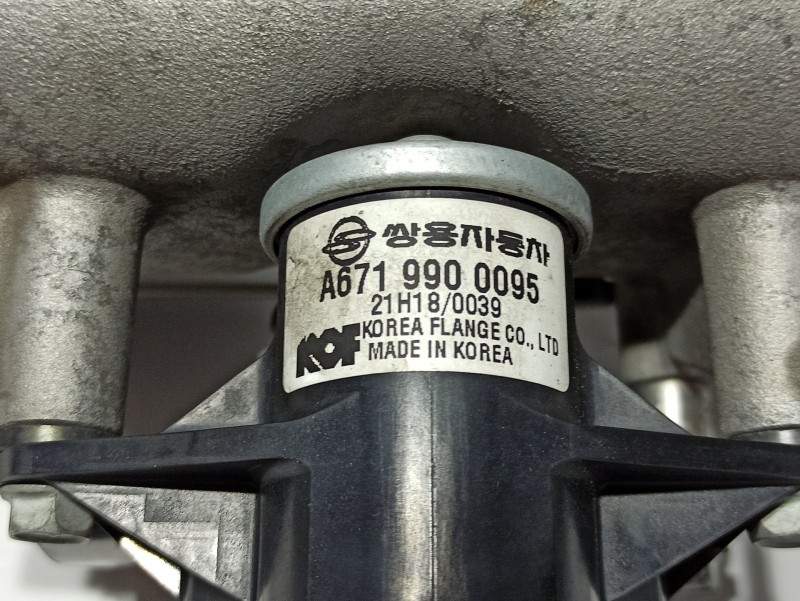 쌍용자동차
A671 990 0095
21H18/0039
KOF KOREA FLANGE CO., LTD
MADE IN KOREA